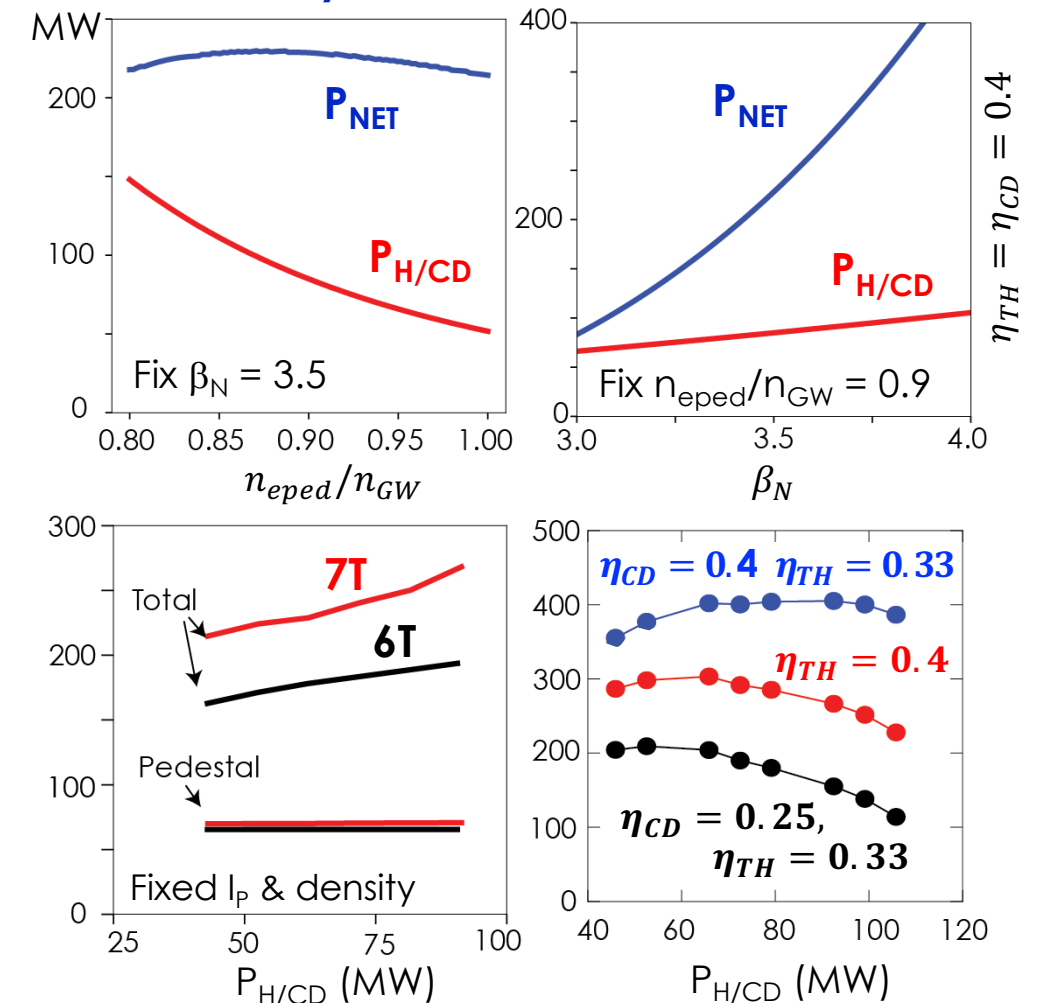 MW
200
100
0
P_NET
P_H/CD
Fix β_N = 3.5
0.80 0.85 0.90 0.95 1.00
n_eped/n_GW
400
200
0
P_NET
P_H/CD
Fix n_eped/n_GW = 0.9
3.0 3.5 4.0
β_N
η_TH = η_CD = 0.4
300
200
100
0
7T
Total
6T
Pedestal
Fixed I_P & density
25 50 75 100
P_H/CD (MW)
500
400
300
200
100
0
η_CD = 0.4 η_TH = 0.33
η_TH = 0.4
η_CD = 0.25,
η_TH = 0.33
40 60 80 100 120
P_H/CD (MW)